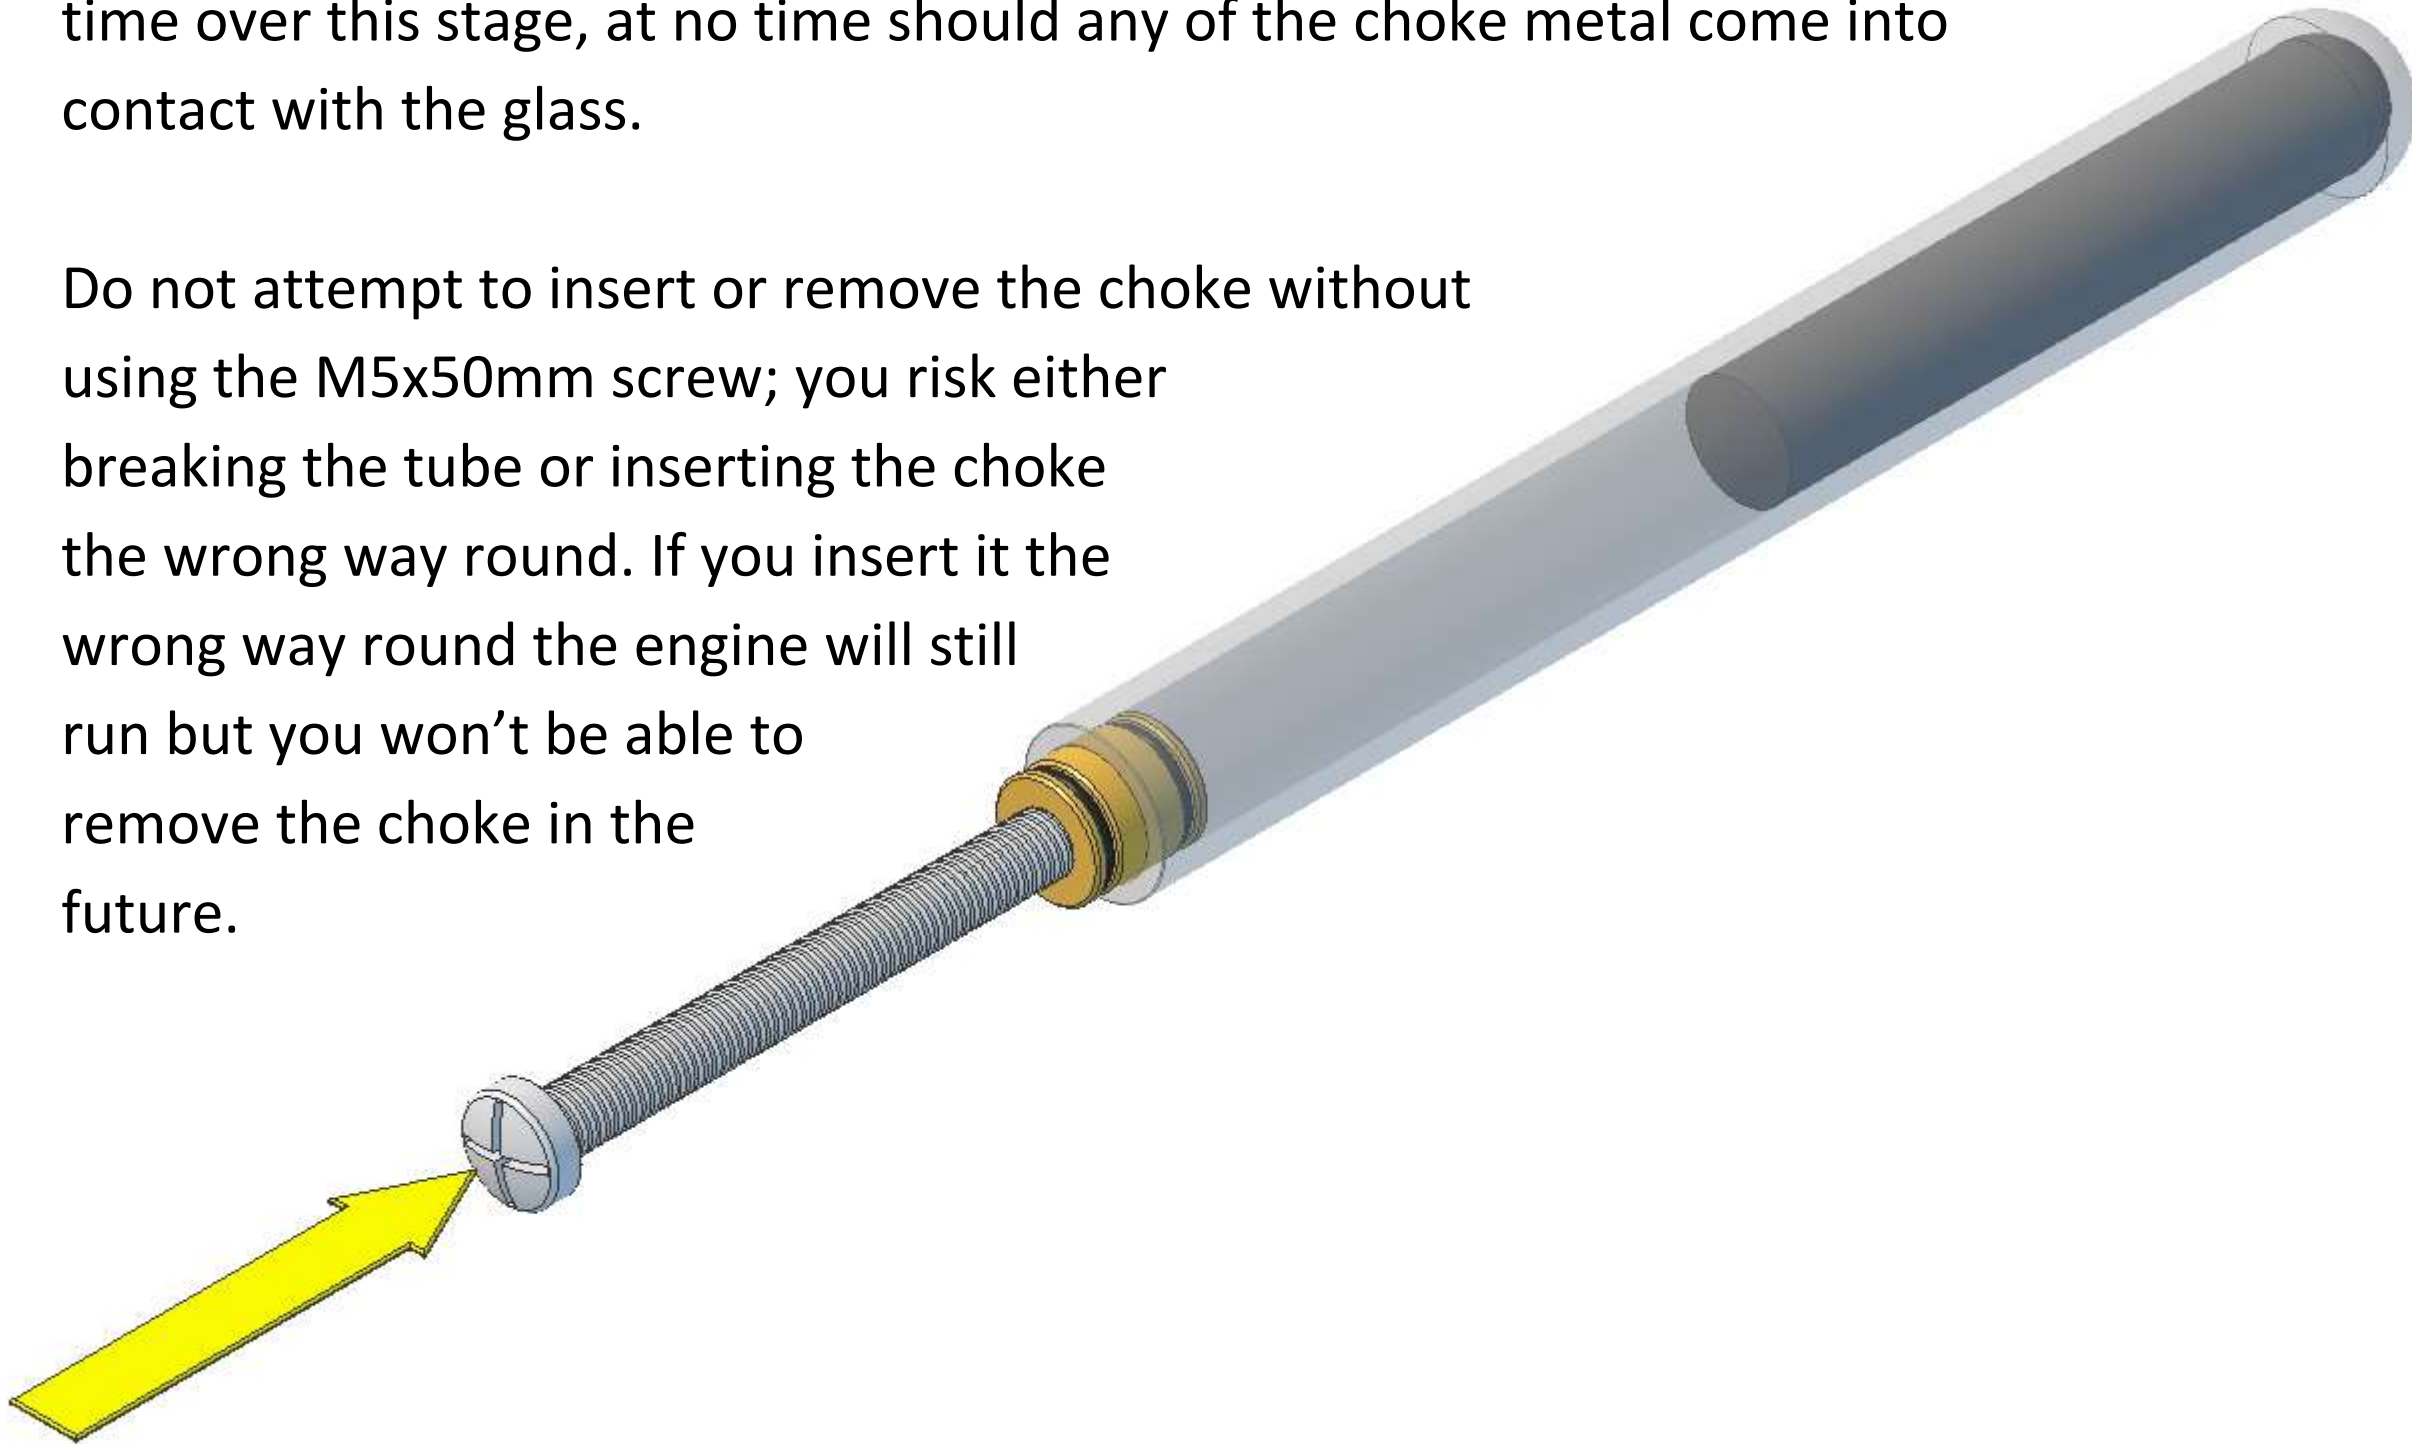 time over this stage, at no time should any of the choke metal come into
contact with the glass.
Do not attempt to insert or remove the choke without
using the M5x50mm screw; you risk either
breaking the tube or inserting the choke
the wrong way round. If you insert it the
wrong way round the engine will still
run but you won’t be able to
remove the choke in the
future.